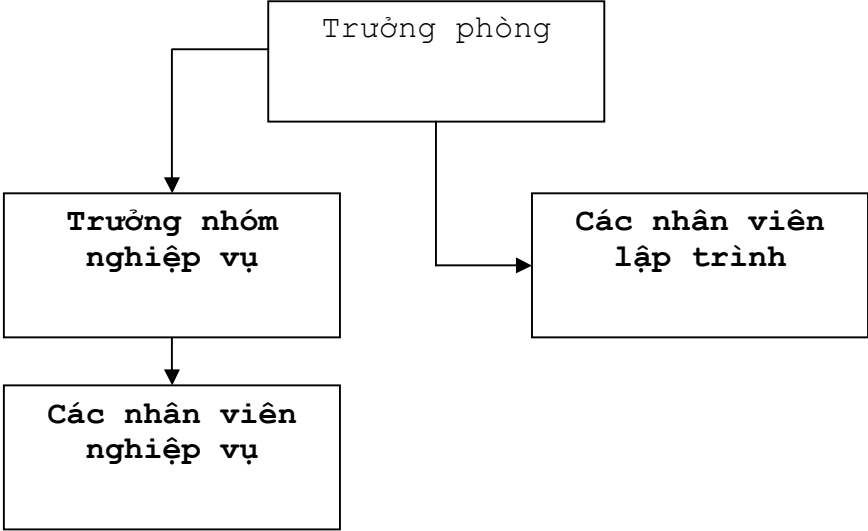 Trưởng phòng
Trưởng nhóm
nghiệp vụ
Các nhân viên
lập trình
Các nhân viên
nghiệp vụ